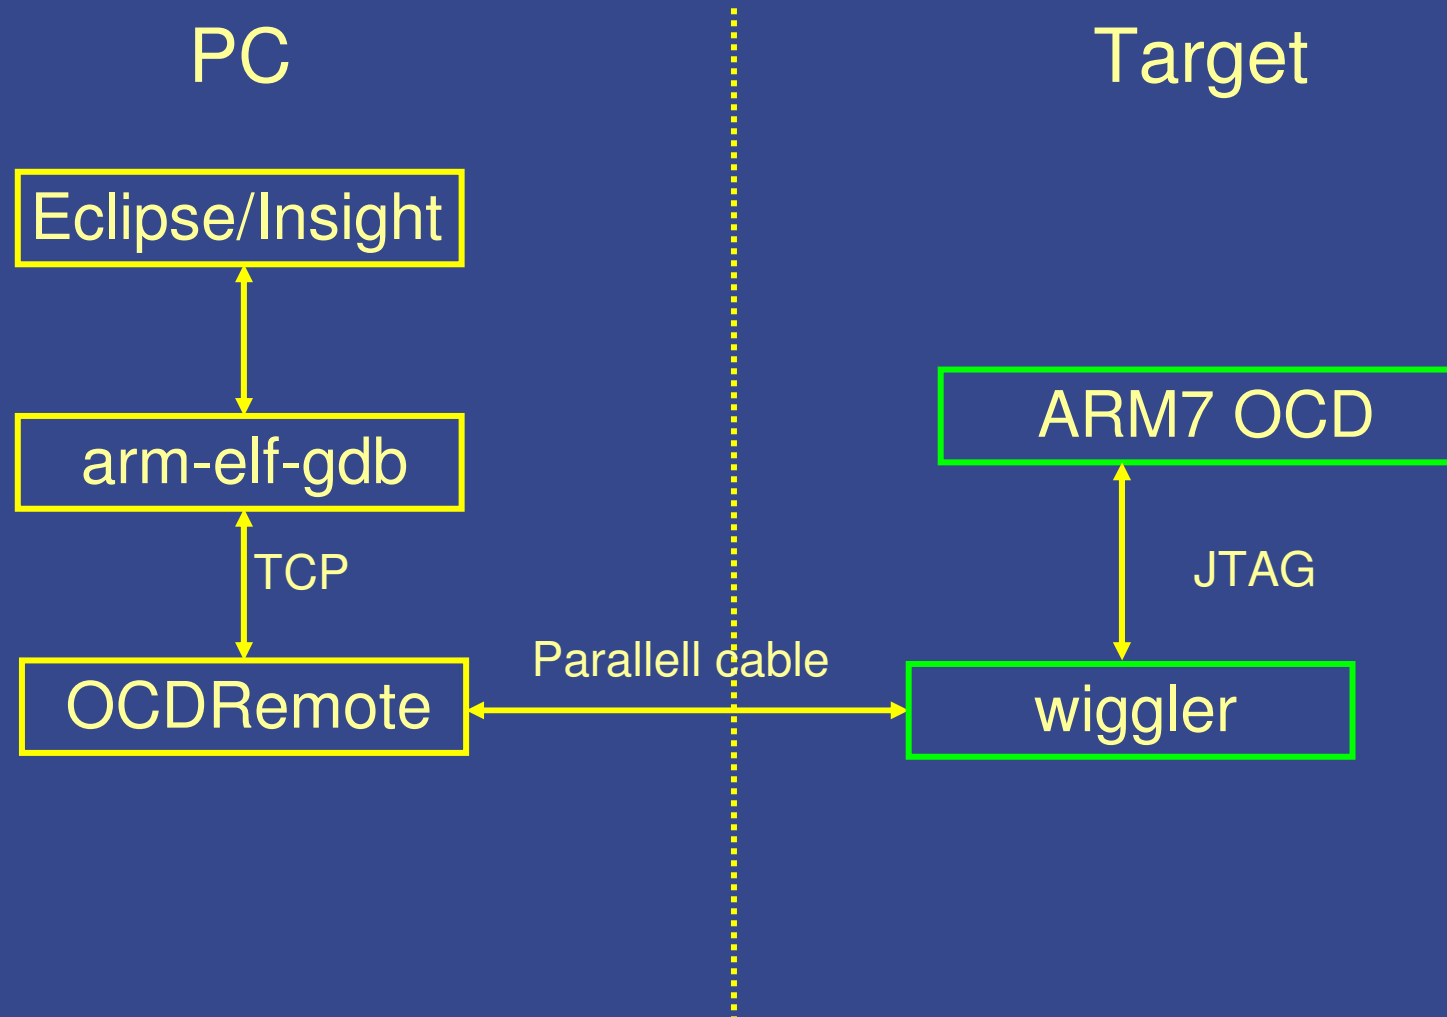 PC
Target
Eclipse/Insight
ARM7 OCD
arm-elf-gdb
TCP
JTAG
Parallell cable
OCDRemote
wiggler